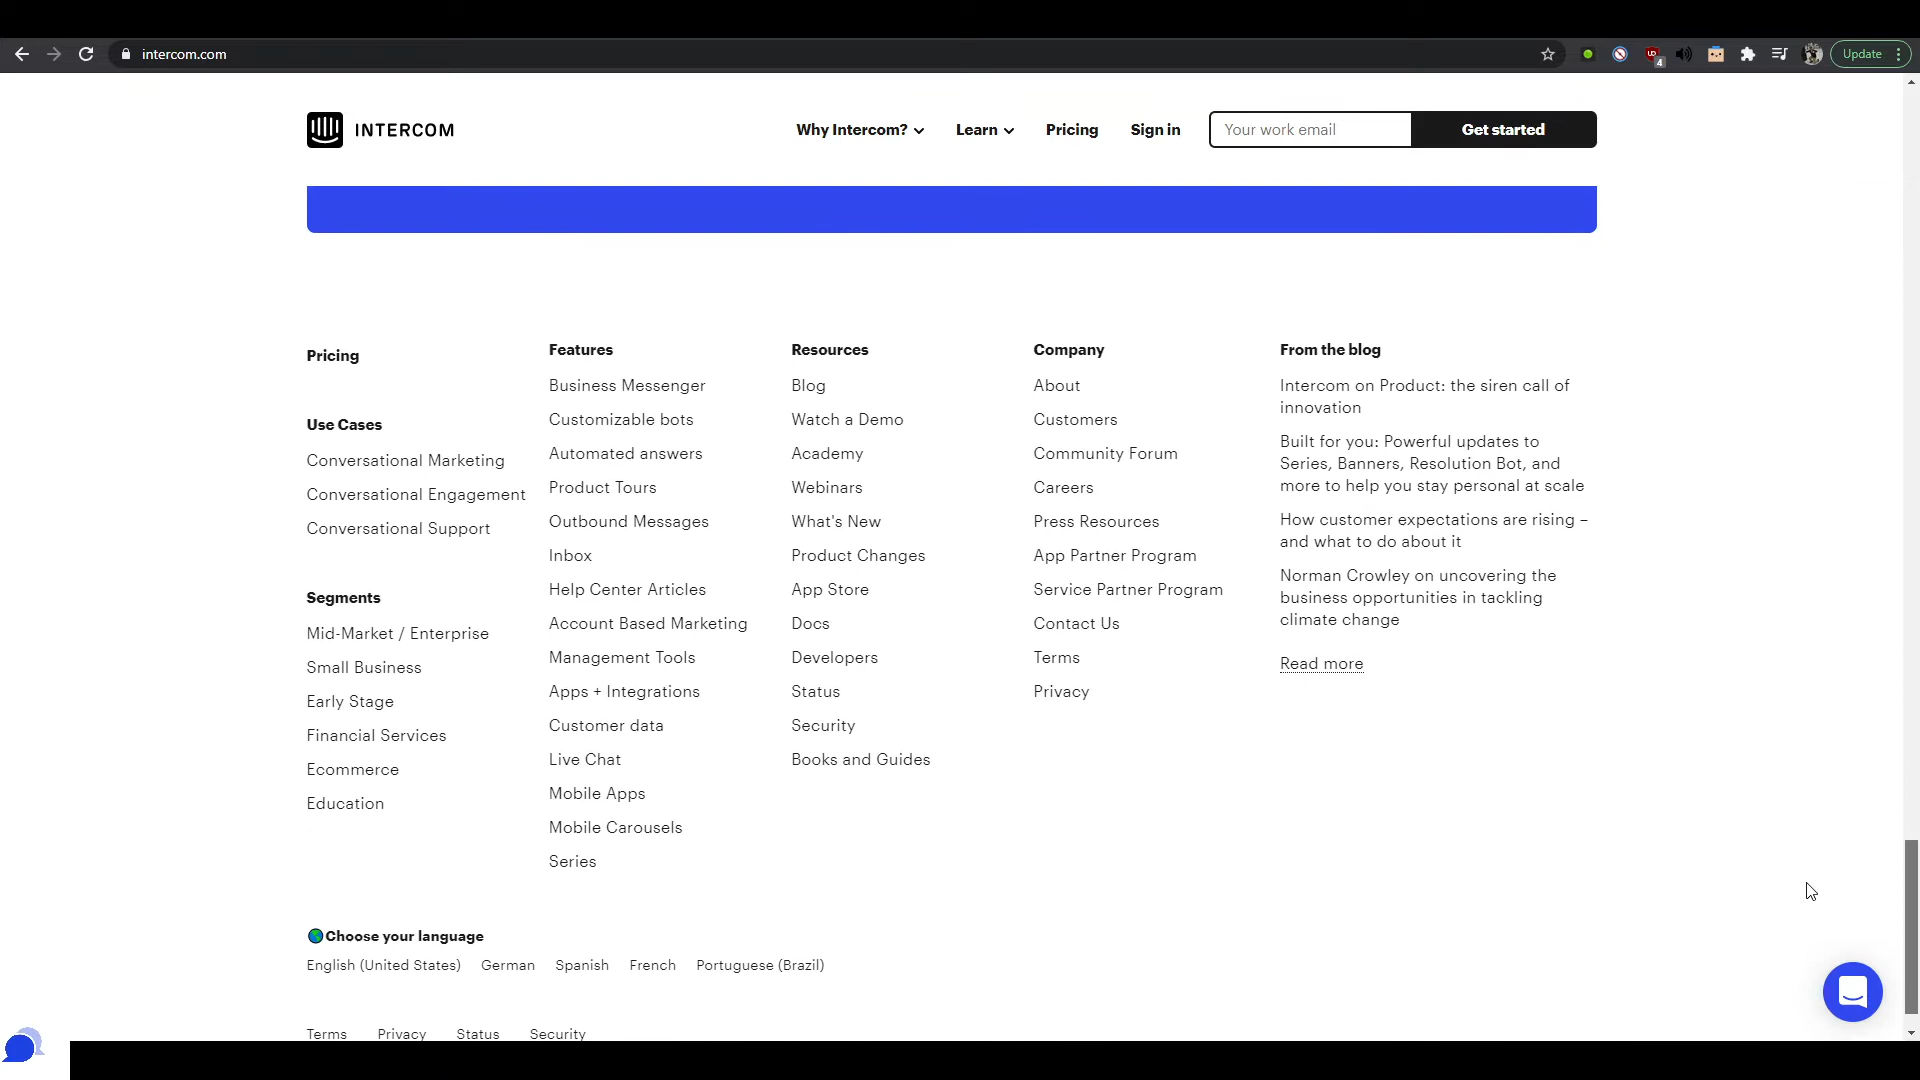 intercom.com
4
Update
INTERCOM
Why Intercom?
Learn
Pricing
Sign in
Your work email
Get started
Pricing
Use Cases
Conversational Marketing
Conversational Engagement
Conversational Support
Segments
Mid-Market / Enterprise
Small Business
Early Stage
Financial Services
Ecommerce
Education
Features
Business Messenger
Customizable bots
Automated answers
Product Tours
Outbound Messages
Inbox
Help Center Articles
Account Based Marketing
Management Tools
Apps + Integrations
Customer data
Live Chat
Mobile Apps
Mobile Carousels
Series
Resources
Blog
Watch a Demo
Academy
Webinars
What's New
Product Changes
App Store
Docs
Developers
Status
Security
Books and Guides
Company
About
Customers
Community Forum
Careers
Press Resources
App Partner Program
Service Partner Program
Contact Us
Terms
Privacy
From the blog
Intercom on Product: the siren call of
innovation
Built for you: Powerful updates to
Series, Banners, Resolution Bot, and
more to help you stay personal at scale
How customer expectations are rising –
and what to do about it
Norman Crowley on uncovering the
business opportunities in tackling
climate change
Read more
Choose your language
English (United States) German Spanish French Portuguese (Brazil)
Terms Privacy Status Security